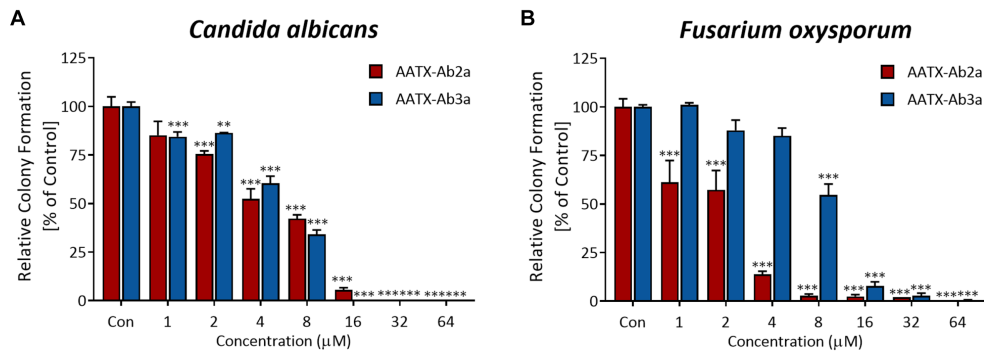 A
Candida albicans
Relative Colony Formation
[% of Control]
125
100
75
50
25
0
AATX-Ab2a
AATX-Ab3a
***
**
***
***
***
***
***
***
******
******
Con 1 2 4 8 16 32 64
Concentration (µM)
B
Fusarium oxysporum
Relative Colony Formation
[% of Control]
125
100
75
50
25
0
AATX-Ab2a
AATX-Ab3a
***
***
***
***
***
***
***
***
***
******
Con 1 2 4 8 16 32 64
Concentration (µM)